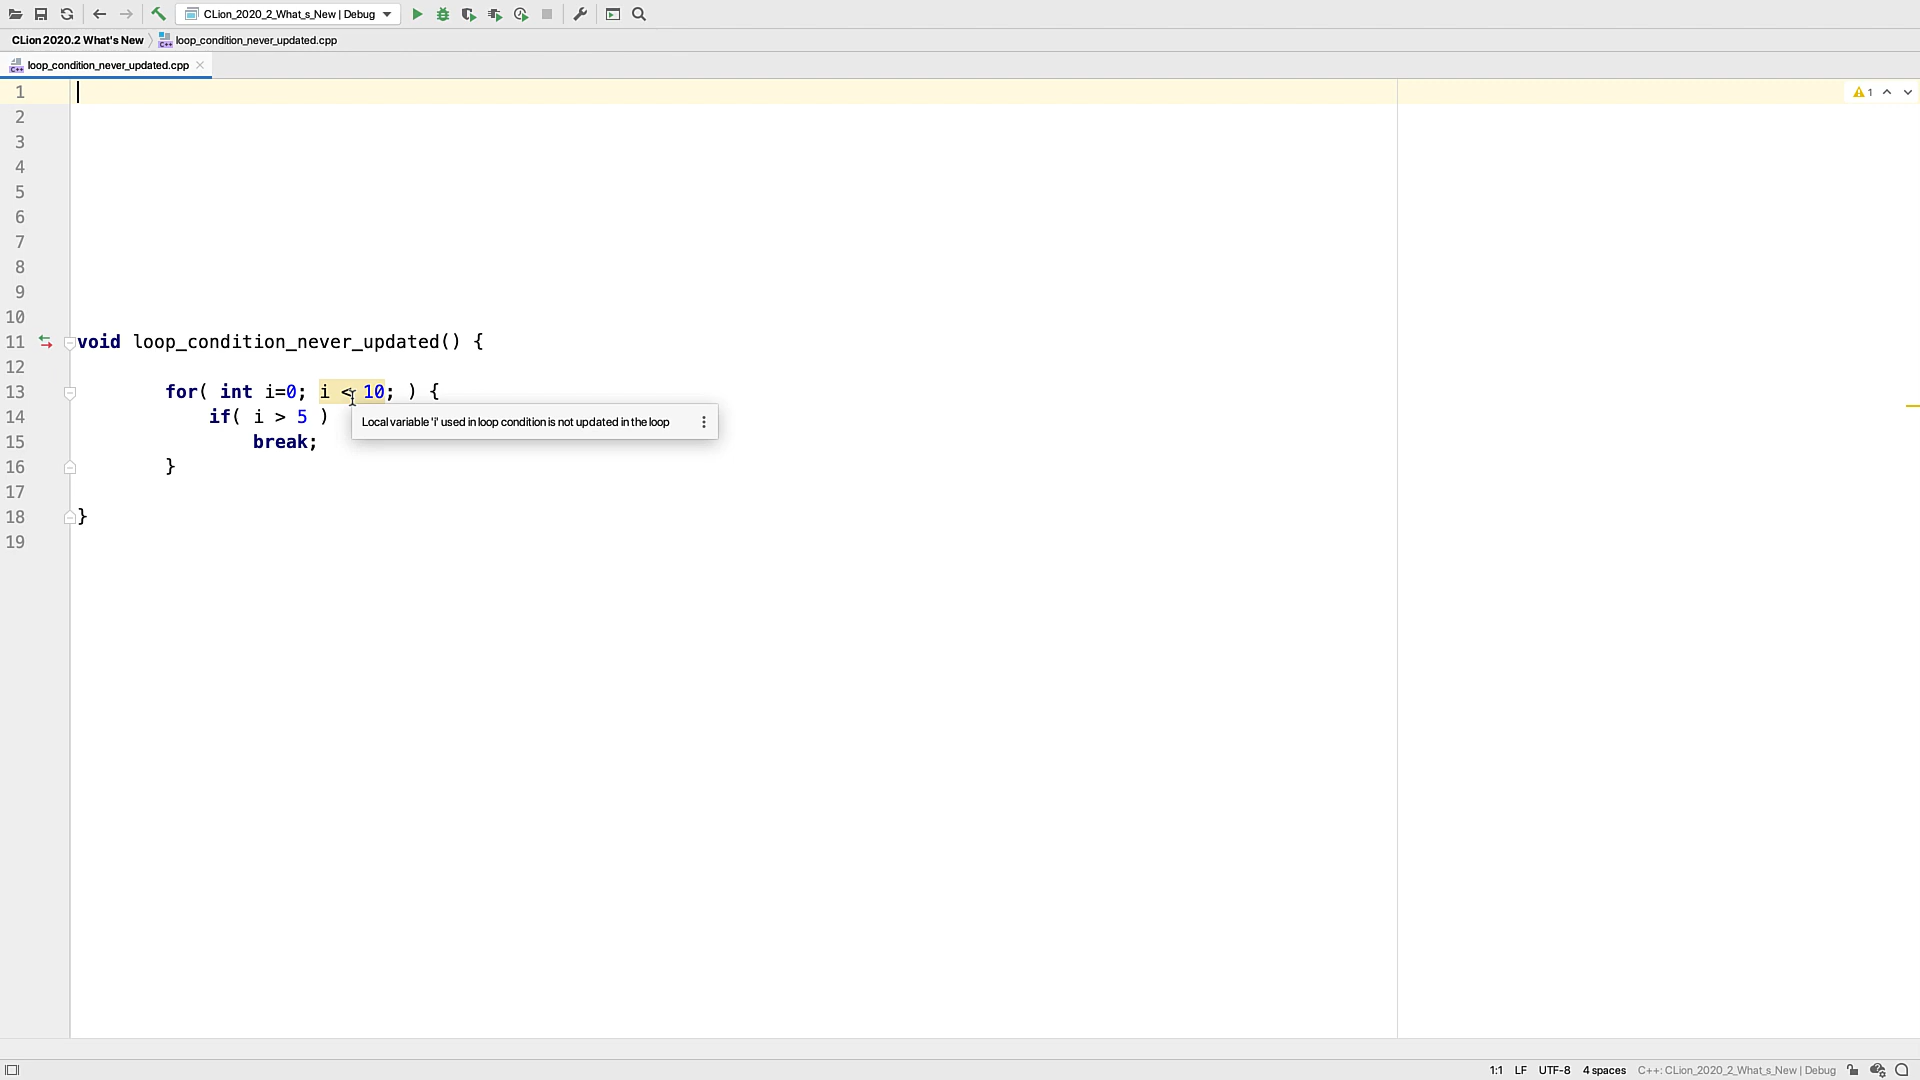 CLion_2020_2_What_s_New | Debug
CLion 2020.2 What's New loop_condition_never_updated.cpp
loop_condition_never_updated.cpp
1
1
2
3
4
5
6
7
8
9
10
11 void loop_condition_never_updated() {
12
13 for( int i=0; i < 10; ) {
14 if( i > 5 )
Local variable 'i' used in loop condition is not updated in the loop
15 break;
16 }
17
18 }
19
1:1 LF UTF-8 4 spaces C++: CLion_2020_2_What_s_New | Debug